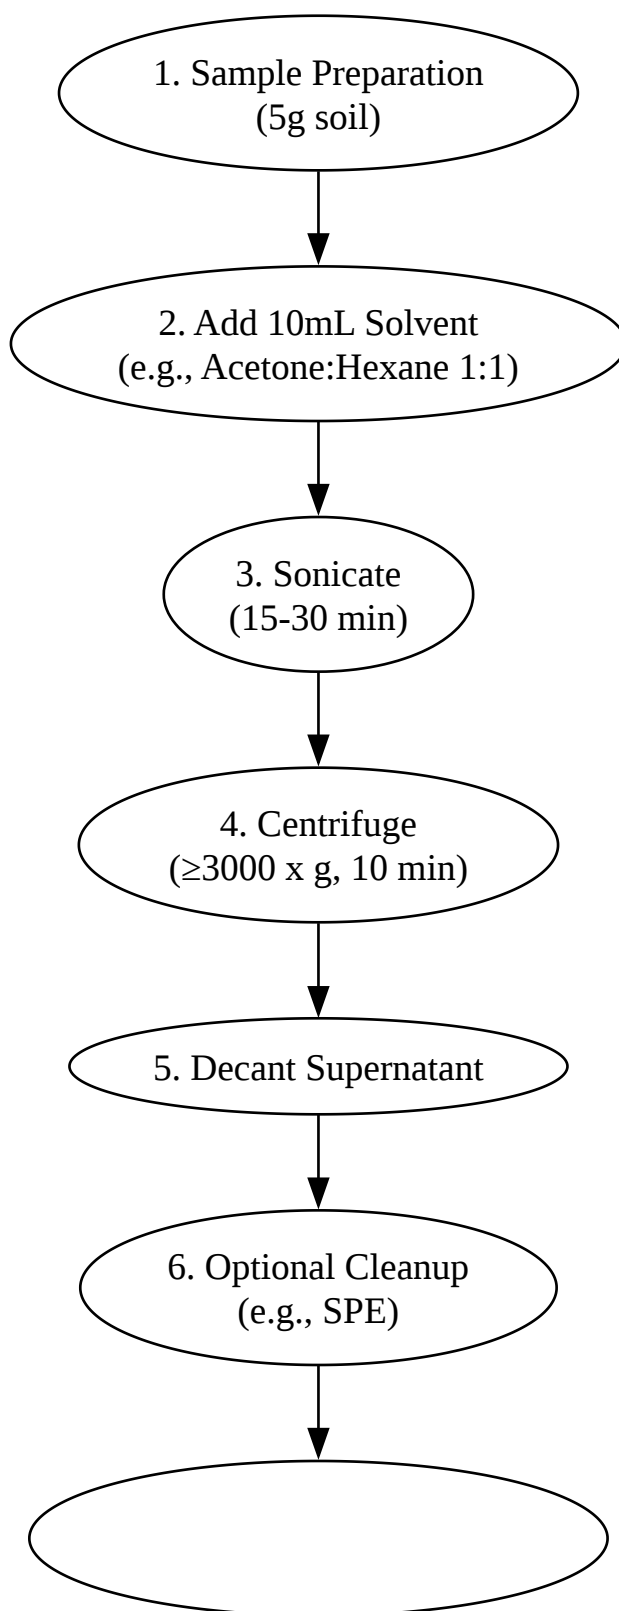 1. Sample Preparation
(5g soil)
2. Add 10mL Solvent
(e.g., Acetone:Hexane 1:1)
3. Sonicate
(15-30 min)
4. Centrifuge
(≥3000 x g, 10 min)
5. Decant Supernatant
6. Optional Cleanup
(e.g., SPE)